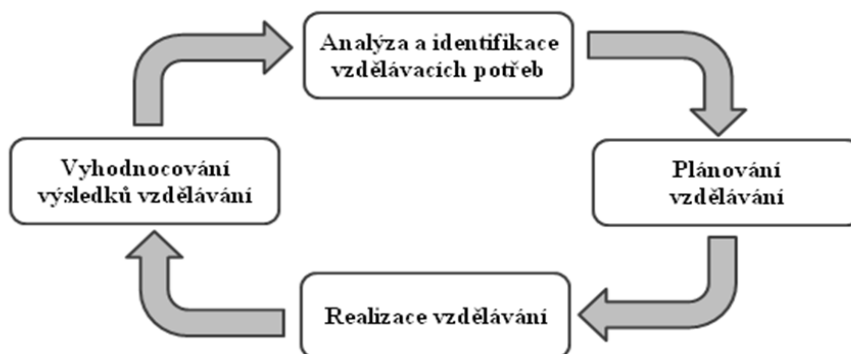 Analýza a identifikace
vzdělávacích potřeb
Plánování
vzdělávání
Realizace vzdělávání
Vyhodnocování
výsledků vzdělávání